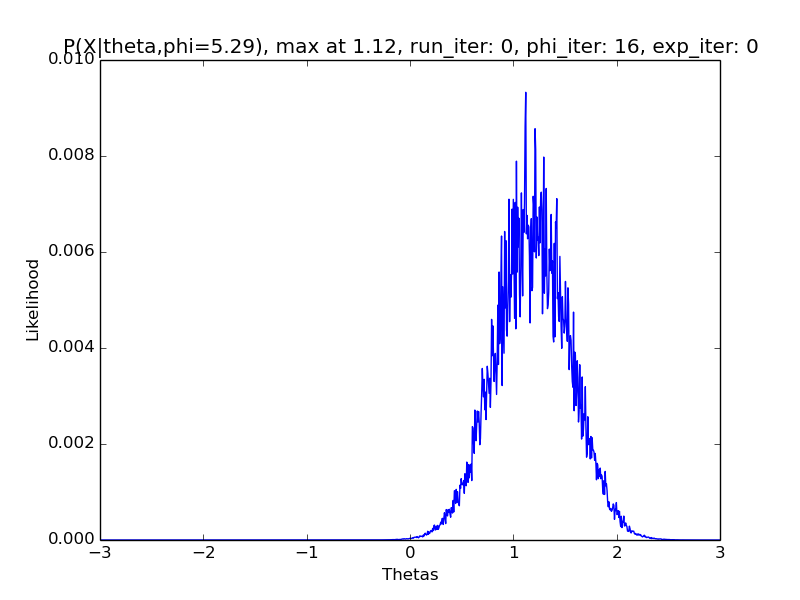 P(X|theta,phi=5.29), max at 1.12, run_iter: 0, phi_iter: 16, exp_iter: 0
0.010
0.008
0.006
0.004
0.002
0.000
Likelihood
−3 −2 −1 0 1 2 3
Thetas